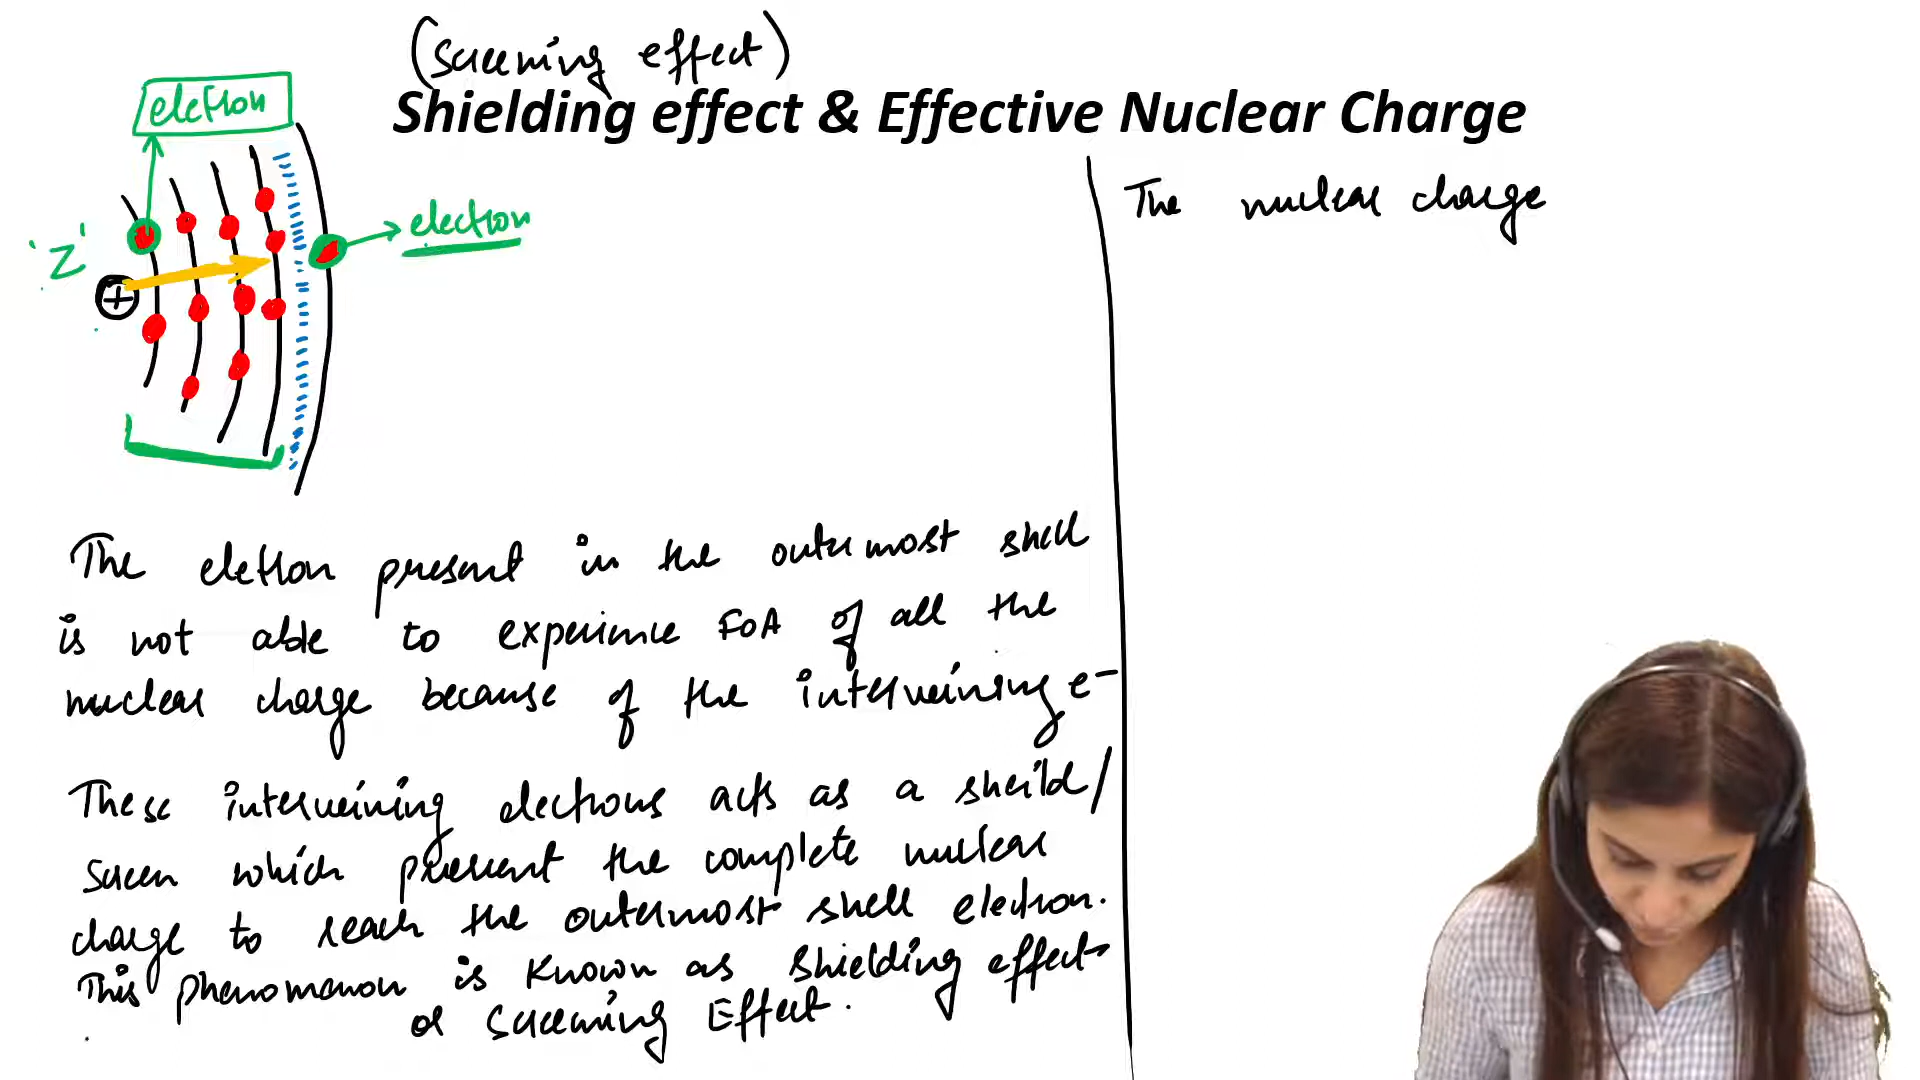 (Screening effect)
Shielding effect & Effective Nuclear Charge
electron
'Z'
+
electron
The nuclear charge
The eletron present in the outermost shell
is not able to experience FOA of all the
nuclear charge because of the interveining e-
These interveining electrons acts as a sheild/
screen which prevent the complete nuclear
charge to reach the outermost shell electron.
This phenomenon is known as shielding effect
or Screening Effect.